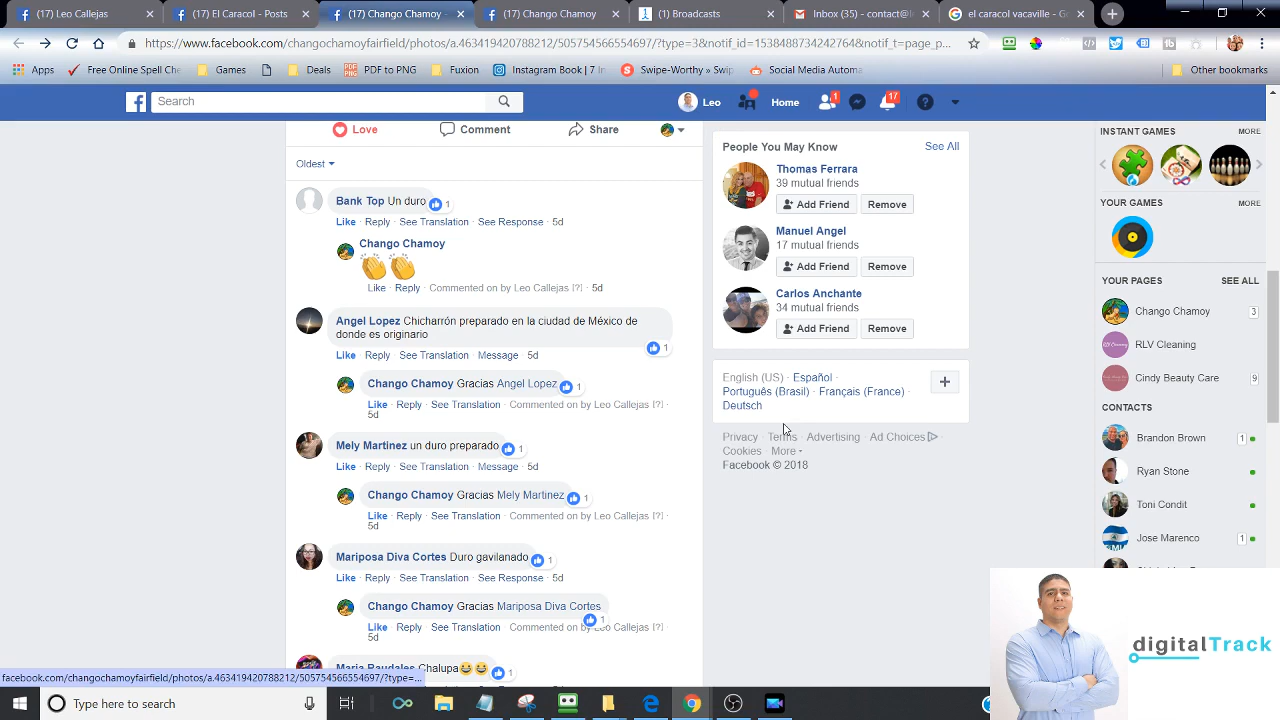 (17) Leo Callejas
(17) El Caracol - Posts
(17) Chango Chamoy -
(17) Chango Chamoy
(1) Broadcasts
Inbox (35) - contact@l
el caracol vacaville - Go
https://www.facebook.com/changochamoyfairfield/photos/a.463419420788212/505754566554697/?type=3&notif_id=1538488734242764&notif_t=page_p...
Apps
Free Online Spell Che
Games
Deals
PDF to PNG
Fuxion
Instagram Book | 7 In
Swipe-Worthy » Swip
Social Media Automa
Other bookmarks
Search
Leo
Home
1
17
Love
Comment
Share
Oldest
Bank Top Un duro
1
Like Reply See Translation See Response 5d
Chango Chamoy
Like Reply Commented on by Leo Callejas [?] 5d
Angel Lopez Chicharrón preparado en la ciudad de México de
donde es originario
1
Like Reply See Translation Message 5d
Chango Chamoy Gracias Angel Lopez
1
Like Reply See Translation Commented on by Leo Callejas [?]
5d
Mely Martinez un duro preparado
1
Like Reply See Translation Message 5d
Chango Chamoy Gracias Mely Martinez
1
Like Reply See Translation Commented on by Leo Callejas [?]
5d
Mariposa Diva Cortes Duro gavilanado
1
Like Reply See Translation See Response 5d
Chango Chamoy Gracias Mariposa Diva Cortes
1
Like Reply See Translation Commented on by Leo Callejas [?]
5d
Chalupa
1
People You May Know
See All
Thomas Ferrara
39 mutual friends
Add Friend Remove
Manuel Angel
17 mutual friends
Add Friend Remove
Carlos Anchante
34 mutual friends
Add Friend Remove
English (US) · Español ·
Português (Brasil) · Français (France) ·
Deutsch
Privacy · Terms · Advertising · Ad Choices
Cookies · More
Facebook © 2018
INSTANT GAMES
MORE
YOUR GAMES
MORE
YOUR PAGES
SEE ALL
Chango Chamoy
3
RLV Cleaning
Cindy Beauty Care
9
CONTACTS
Brandon Brown
1
Ryan Stone
Toni Condit
Jose Marenco
1
digitalTrack
facebook.com/changochamoyfairfield/photos/a.463419420788212/505754566554697/?type=...
Type here to search